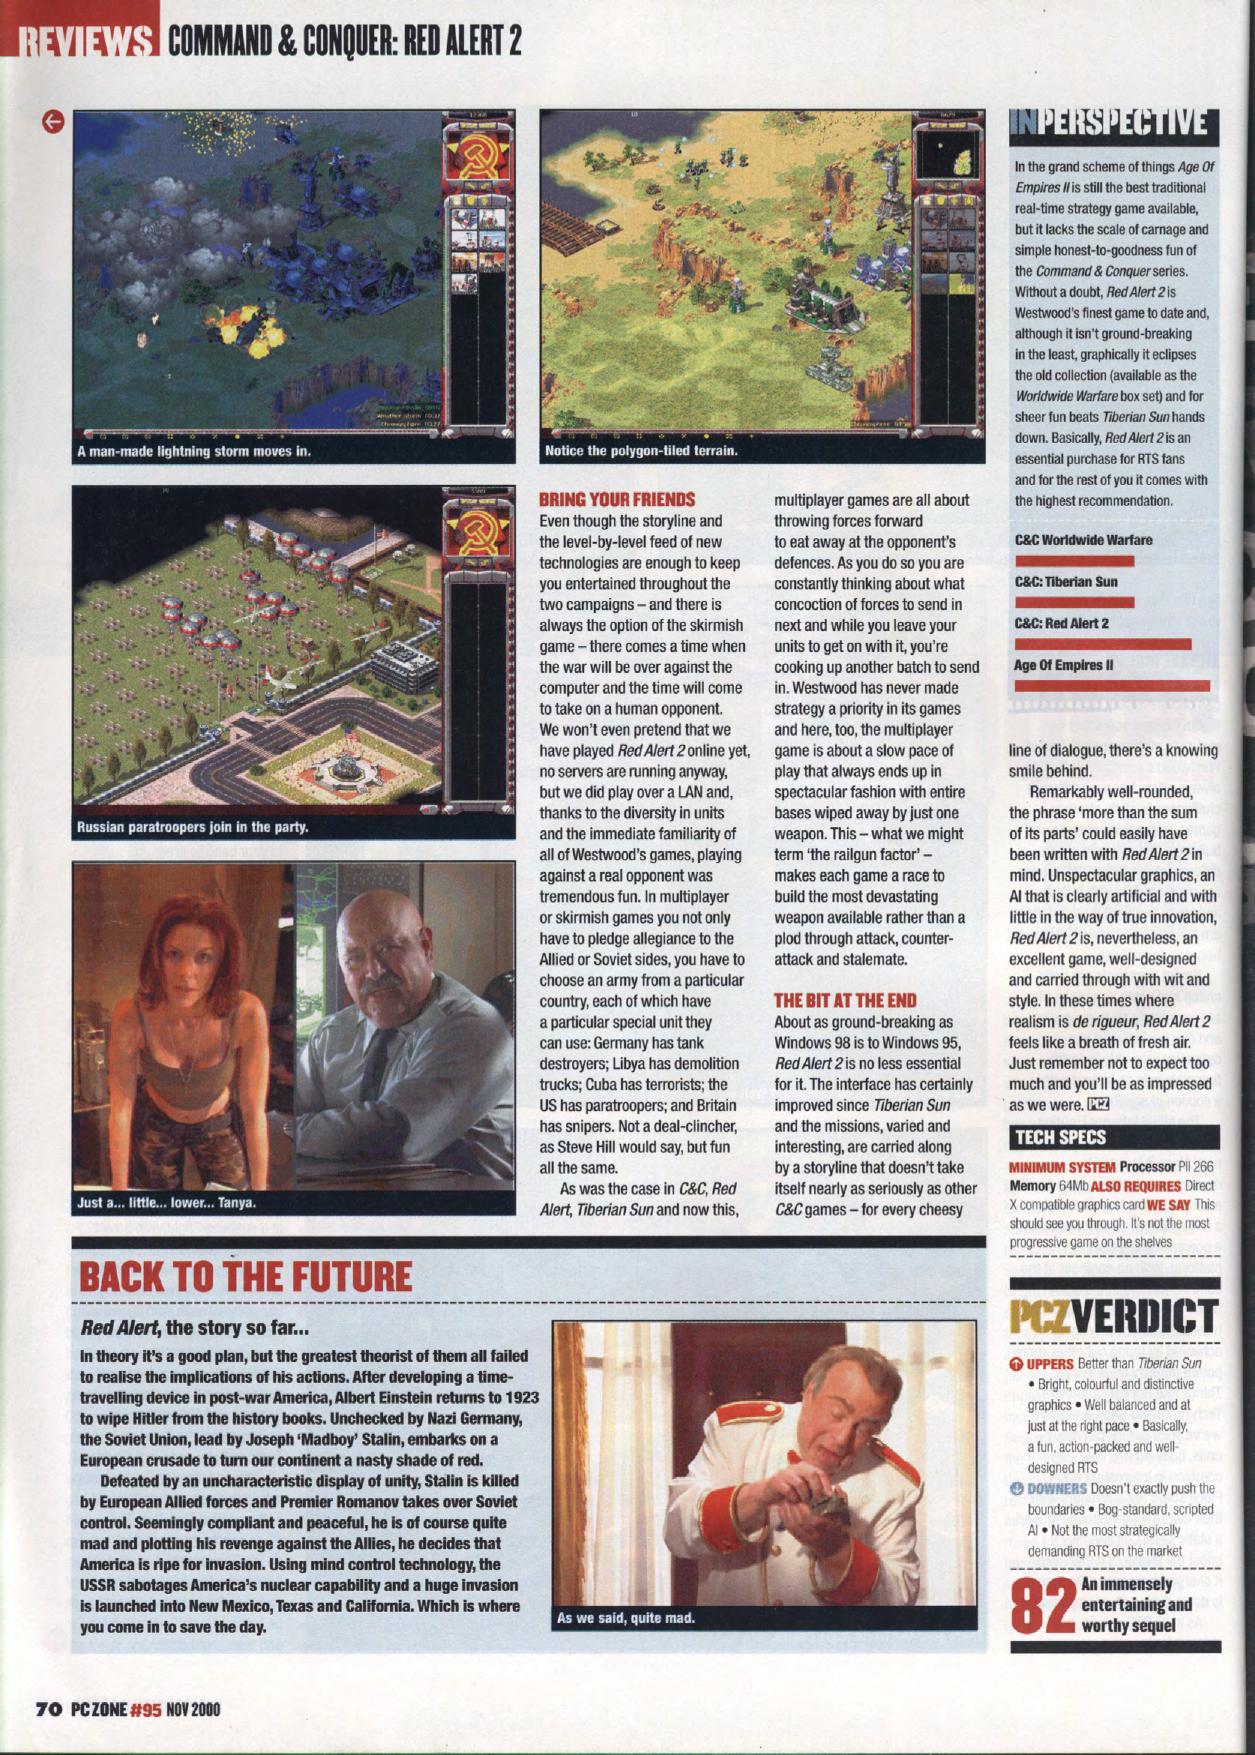 REVIEWS COMMAND & CONQUER: RED ALERT 2
A man-made lightning storm moves in.
Notice the polygon-tiled terrain.
Russian paratroopers join in the party.
Just a... little... lower... Tanya.
BRING YOUR FRIENDS
Even though the storyline and
the level-by-level feed of new
technologies are enough to keep
you entertained throughout the
two campaigns – and there is
always the option of the skirmish
game – there comes a time when
the war will be over against the
computer and the time will come
to take on a human opponent.
We won't even pretend that we
have played Red Alert 2 online yet,
no servers are running anyway,
but we did play over a LAN and,
thanks to the diversity in units
and the immediate familiarity of
all of Westwood's games, playing
against a real opponent was
tremendous fun. In multiplayer
or skirmish games you not only
have to pledge allegiance to the
Allied or Soviet sides, you have to
choose an army from a particular
country, each of which have
a particular special unit they
can use: Germany has tank
destroyers; Libya has demolition
trucks; Cuba has terrorists; the
US has paratroopers; and Britain
has snipers. Not a deal-clincher,
as Steve Hill would say, but fun
all the same.
As was the case in C&C, Red
Alert, Tiberian Sun and now this,
multiplayer games are all about
throwing forces forward
to eat away at the opponent's
defences. As you do so you are
constantly thinking about what
concoction of forces to send in
next and while you leave your
units to get on with it, you're
cooking up another batch to send
in. Westwood has never made
strategy a priority in its games
and here, too, the multiplayer
game is about a slow pace of
play that always ends up in
spectacular fashion with entire
bases wiped away by just one
weapon. This – what we might
term 'the railgun factor' –
makes each game a race to
build the most devastating
weapon available rather than a
plod through attack, counter-
attack and stalemate.
THE BIT AT THE END
About as ground-breaking as
Windows 98 is to Windows 95,
Red Alert 2 is no less essential
for it. The interface has certainly
improved since Tiberian Sun
and the missions, varied and
interesting, are carried along
by a storyline that doesn't take
itself nearly as seriously as other
C&C games – for every cheesy
line of dialogue, there's a knowing
smile behind.
Remarkably well-rounded,
the phrase 'more than the sum
of its parts' could easily have
been written with Red Alert 2 in
mind. Unspectacular graphics, an
AI that is clearly artificial and with
little in the way of true innovation,
Red Alert 2 is, nevertheless, an
excellent game, well-designed
and carried through with wit and
style. In these times where
realism is de rigueur, Red Alert 2
feels like a breath of fresh air.
Just remember not to expect too
much and you'll be as impressed
as we were. PCZ
INPERSPECTIVE
In the grand scheme of things Age Of
Empires II is still the best traditional
real-time strategy game available,
but it lacks the scale of carnage and
simple honest-to-goodness fun of
the Command & Conquer series.
Without a doubt, Red Alert 2 is
Westwood's finest game to date and,
although it isn't ground-breaking
in the least, graphically it eclipses
the old collection (available as the
Worldwide Warfare box set) and for
sheer fun beats Tiberian Sun hands
down. Basically, Red Alert 2 is an
essential purchase for RTS fans
and for the rest of you it comes with
the highest recommendation.
C&C Worldwide Warfare
C&C: Tiberian Sun
C&C: Red Alert 2
Age Of Empires II
TECH SPECS
MINIMUM SYSTEM Processor PII 266
Memory 64Mb ALSO REQUIRES Direct
X compatible graphics card WE SAY This
should see you through. It's not the most
progressive game on the shelves
PCZVERDICT
UPPERS Better than Tiberian Sun
• Bright, colourful and distinctive
graphics • Well balanced and at
just at the right pace • Basically,
a fun, action-packed and well-
designed RTS
DOWNERS Doesn't exactly push the
boundaries • Bog-standard, scripted
AI • Not the most strategically
demanding RTS on the market
82 An immensely
entertaining and
worthy sequel
BACK TO THE FUTURE
Red Alert, the story so far...
In theory it's a good plan, but the greatest theorist of them all failed
to realise the implications of his actions. After developing a time-
travelling device in post-war America, Albert Einstein returns to 1923
to wipe Hitler from the history books. Unchecked by Nazi Germany,
the Soviet Union, lead by Joseph 'Madboy' Stalin, embarks on a
European crusade to turn our continent a nasty shade of red.
Defeated by an uncharacteristic display of unity, Stalin is killed
by European Allied forces and Premier Romanov takes over Soviet
control. Seemingly compliant and peaceful, he is of course quite
mad and plotting his revenge against the Allies, he decides that
America is ripe for invasion. Using mind control technology, the
USSR sabotages America's nuclear capability and a huge invasion
is launched into New Mexico, Texas and California. Which is where
you come in to save the day.
As we said, quite mad.
70 PC ZONE #95 NOV 2000